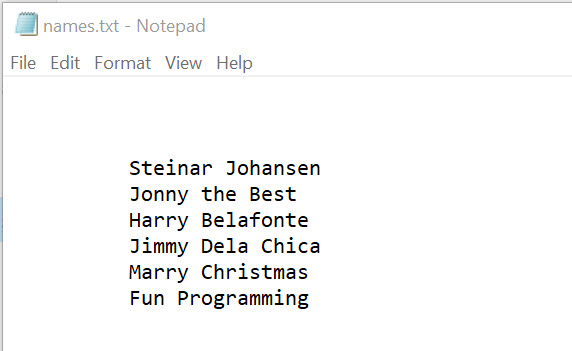 names.txt - Notepad
File Edit Format View Help
Steinar Johansen
Jonny the Best
Harry Belafonte
Jimmy Dela Chica
Marry Christmas
Fun Programming